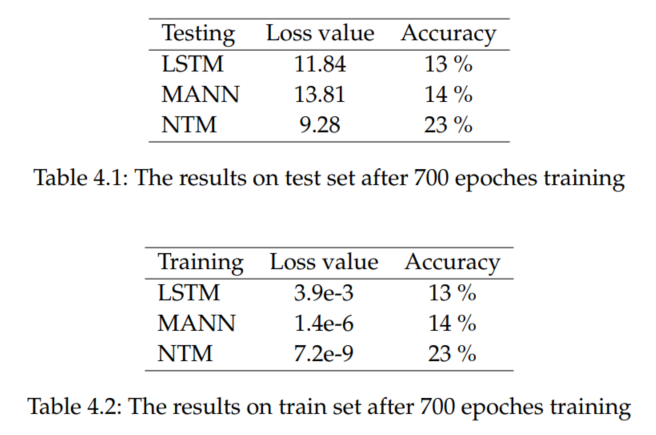 Testing Loss value Accuracy
LSTM 11.84 13 %
MANN 13.81 14 %
NTM 9.28 23 %
Table 4.1: The results on test set after 700 epoches training
Training Loss value Accuracy
LSTM 3.9e-3 13 %
MANN 1.4e-6 14 %
NTM 7.2e-9 23 %
Table 4.2: The results on train set after 700 epoches training